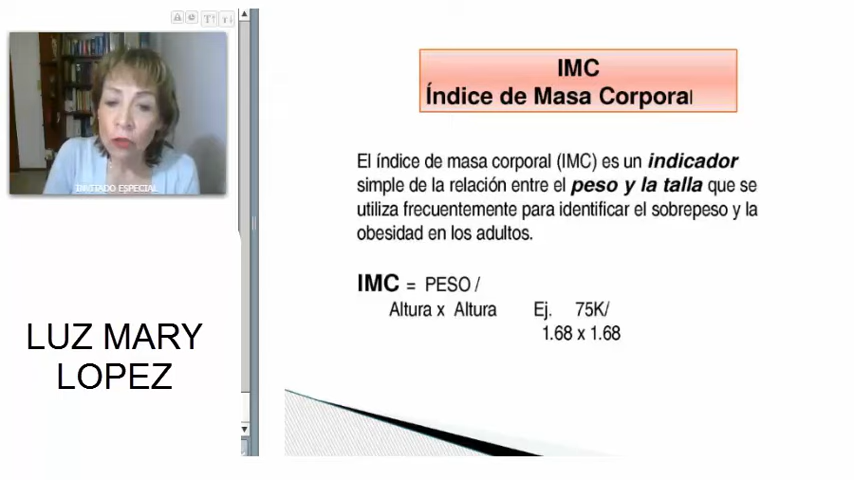 INVITADO ESPECIAL
LUZ MARY
LOPEZ
IMC
Índice de Masa Corporal
El índice de masa corporal (IMC) es un indicador
simple de la relación entre el peso y la talla que se
utiliza frecuentemente para identificar el sobrepeso y la
obesidad en los adultos.
IMC = PESO /
Altura x Altura Ej. 75K/
1.68 x 1.68